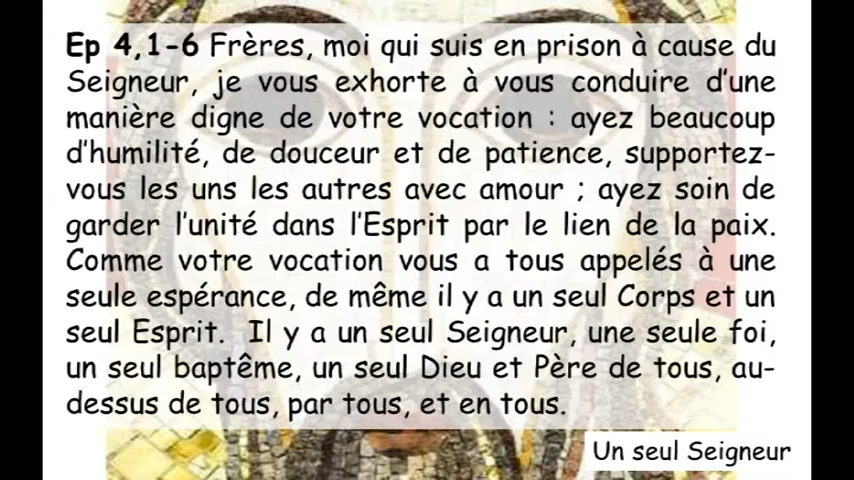 Ep 4,1-6 Frères, moi qui suis en prison à cause du
Seigneur, je vous exhorte à vous conduire d'une
manière digne de votre vocation : ayez beaucoup
d'humilité, de douceur et de patience, supportez-
vous les uns les autres avec amour ; ayez soin de
garder l'unité dans l'Esprit par le lien de la paix.
Comme votre vocation vous a tous appelés à une
seule espérance, de même il y a un seul Corps et un
seul Esprit. Il y a un seul Seigneur, une seule foi,
un seul baptême, un seul Dieu et Père de tous, au-
dessus de tous, par tous, et en tous.
Un seul Seigneur